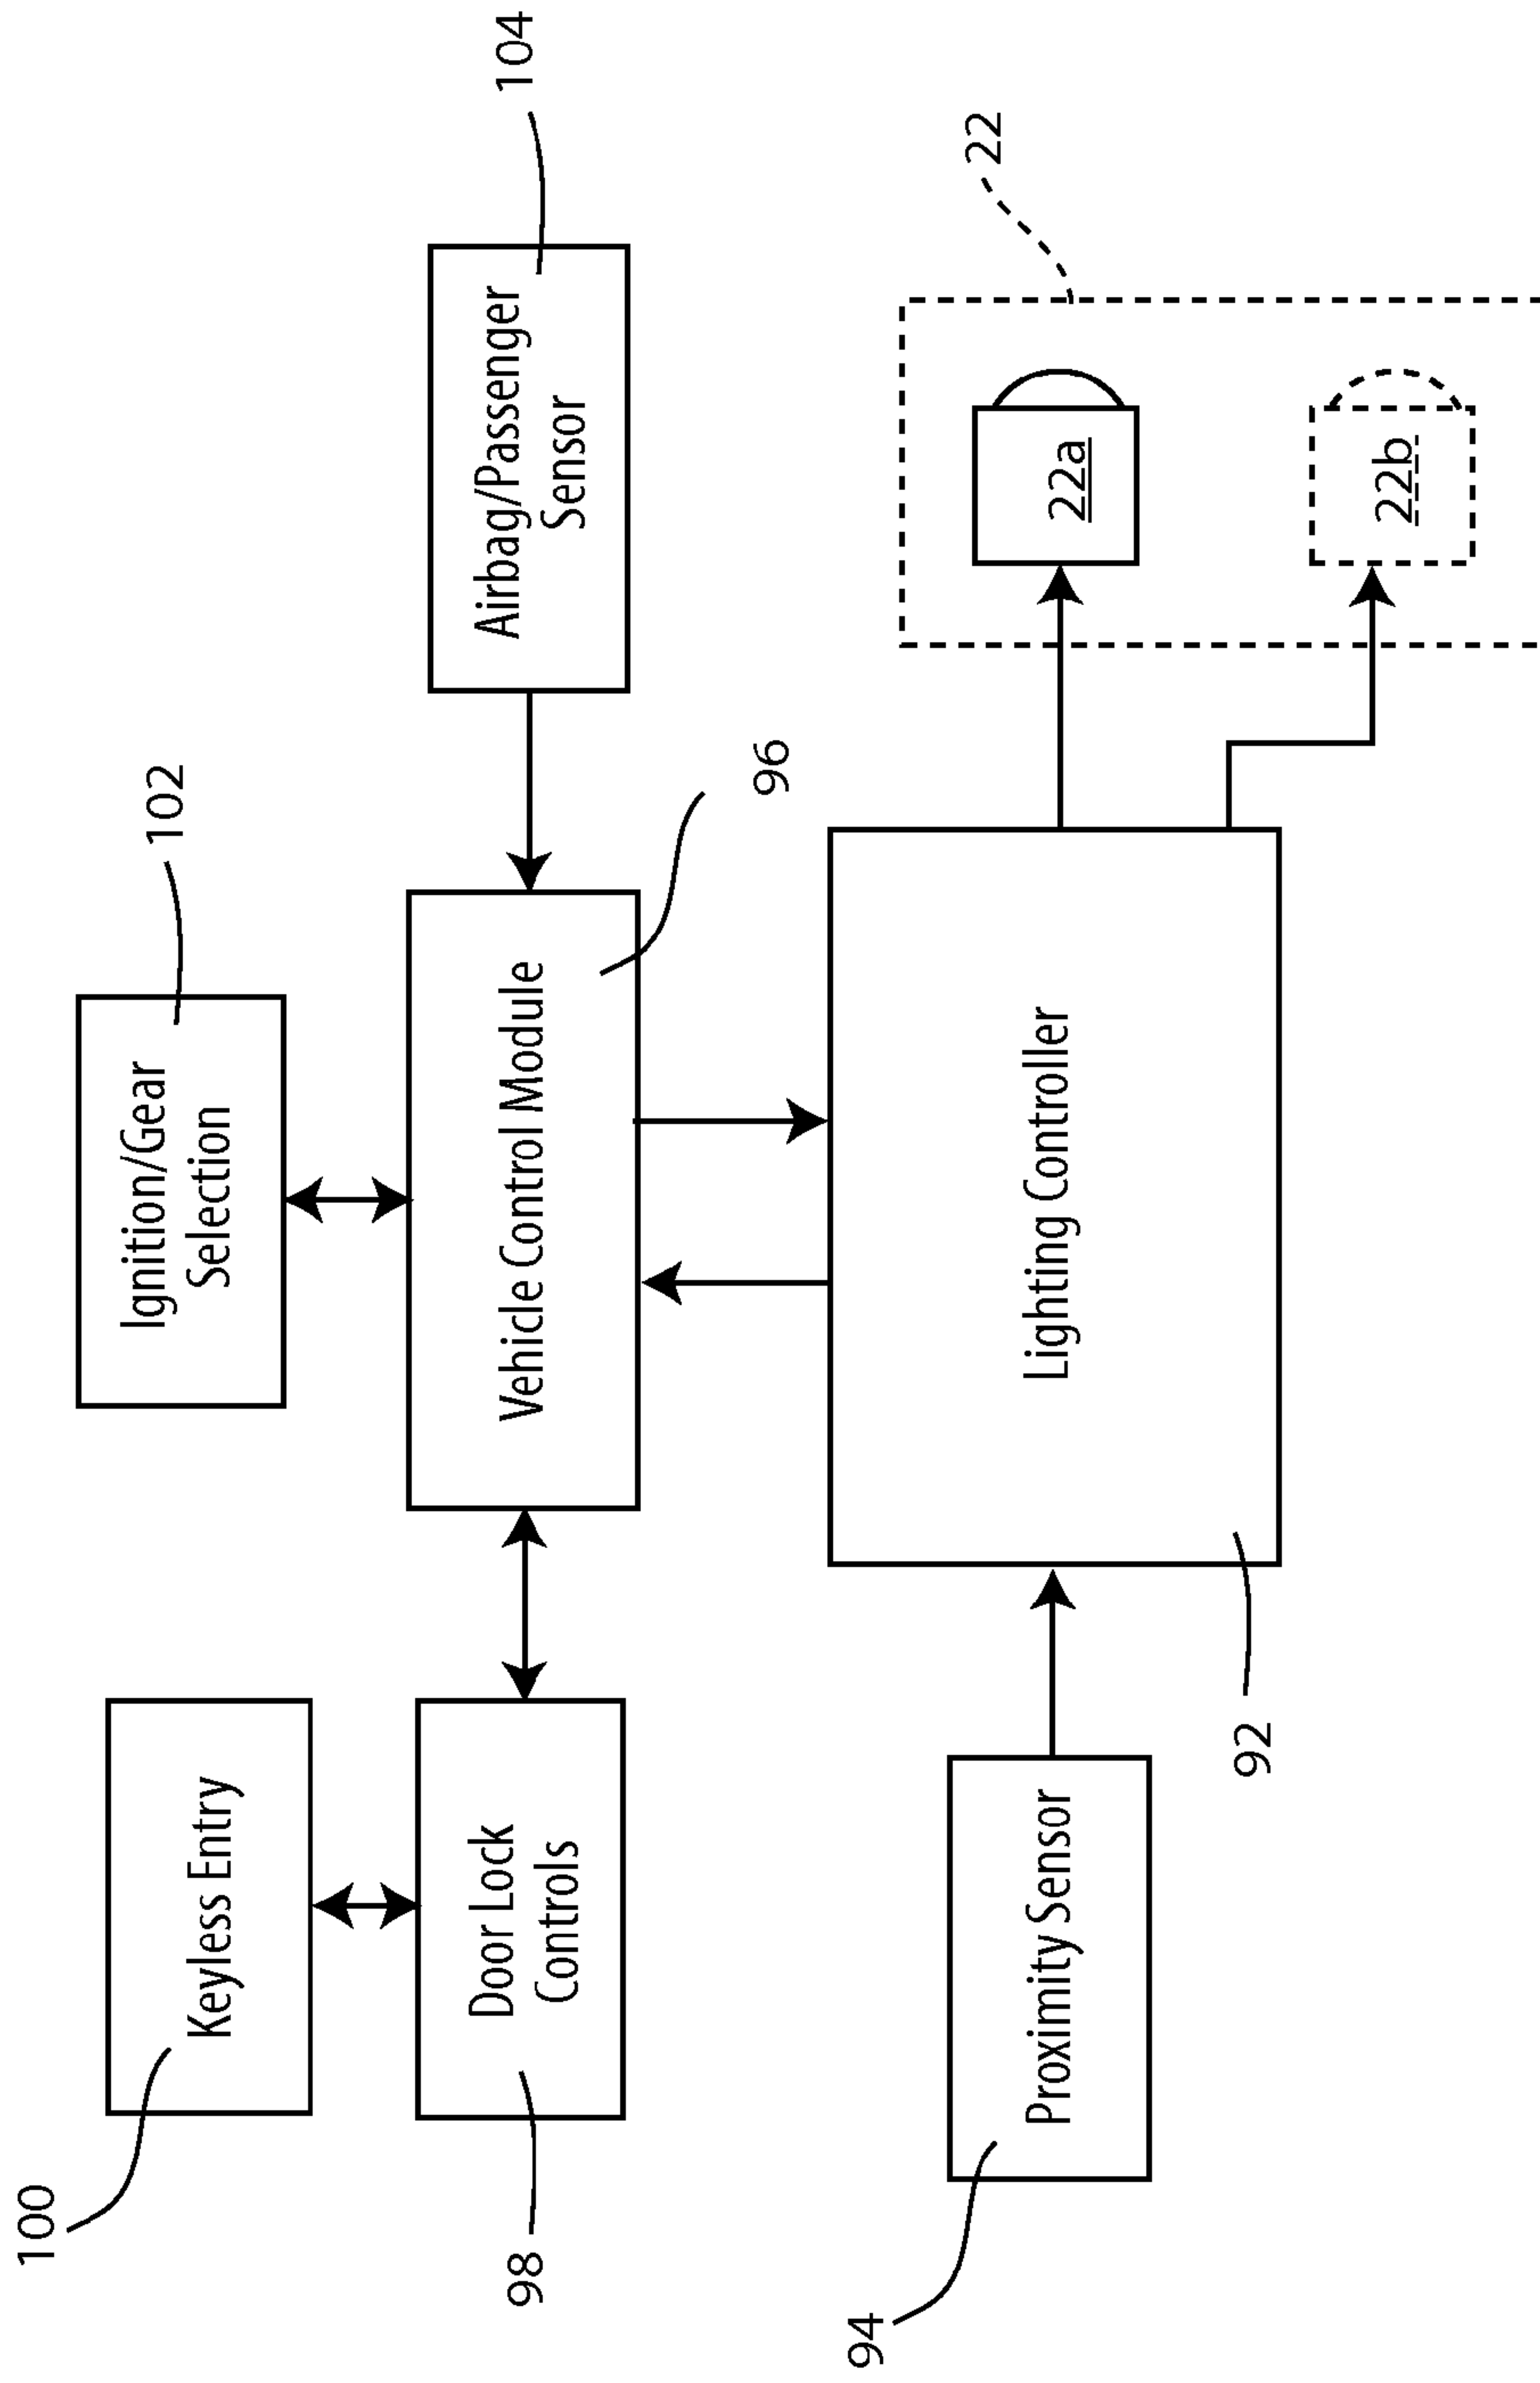 100
Keyless Entry
102
Ignition/Gear
Selection
98
Door Lock
Controls
Vehicle Control Module
96
Airbag/Passenger
Sensor
104
94
Proximity Sensor
92
Lighting Controller
22
22a
22b